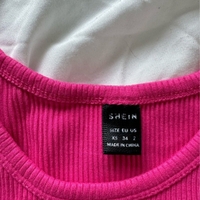 SHEIN
SIZE EU US
XS 34 2
MADE IN CHINA